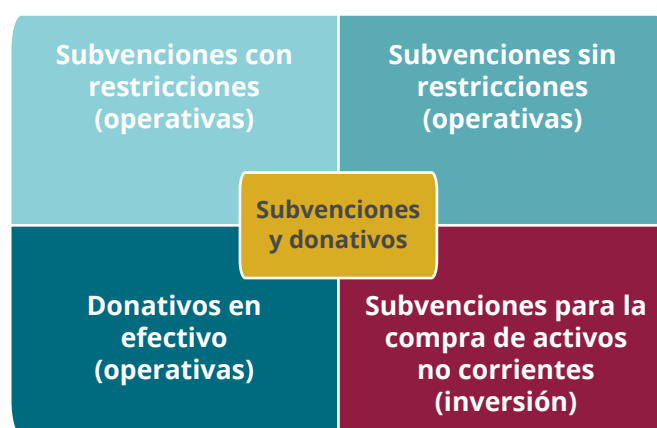 Subvenciones con
restricciones
(operativas)
Subvenciones sin
restricciones
(operativas)
Subvenciones
y donativos
Donativos en
efectivo
(operativas)
Subvenciones para la
compra de activos
no corrientes
(inversión)